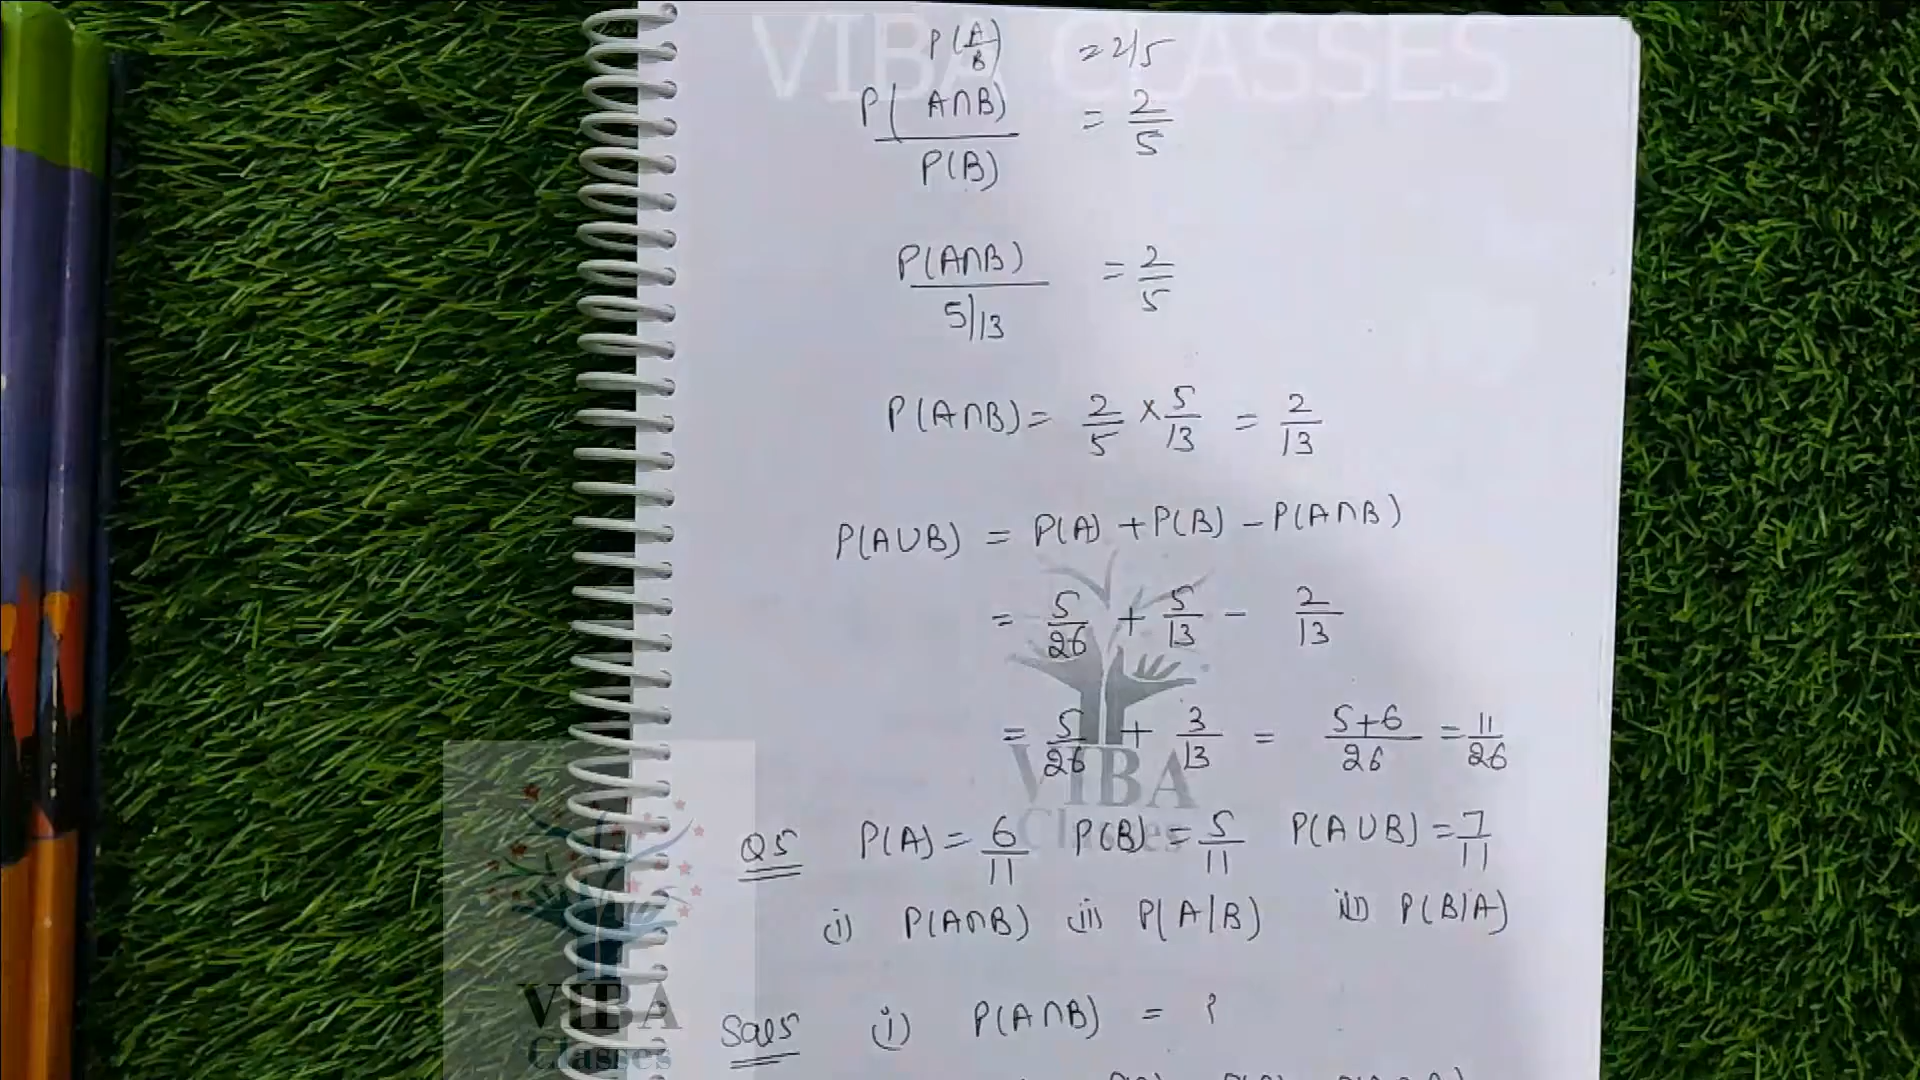 VIBA CLASSES
P(A/B) = 2/5
P(A∩B)/P(B) = 2/5
P(A∩B)/5/13 = 2/5
P(A∩B) = 2/5 × 5/13 = 2/13
P(A∪B) = P(A) + P(B) - P(A∩B)
= 5/26 + 5/13 - 2/13
= 5/26 + 3/13 = 5+6/26 = 11/26
VIBA
Classes
Q5 P(A) = 6/11 P(B) = 5/11 P(A∪B) = 7/11
(i) P(A∩B) (ii) P(A|B) (iii) P(B|A)
VIBA
Classes
Sol5 (i) P(A∩B) = ?